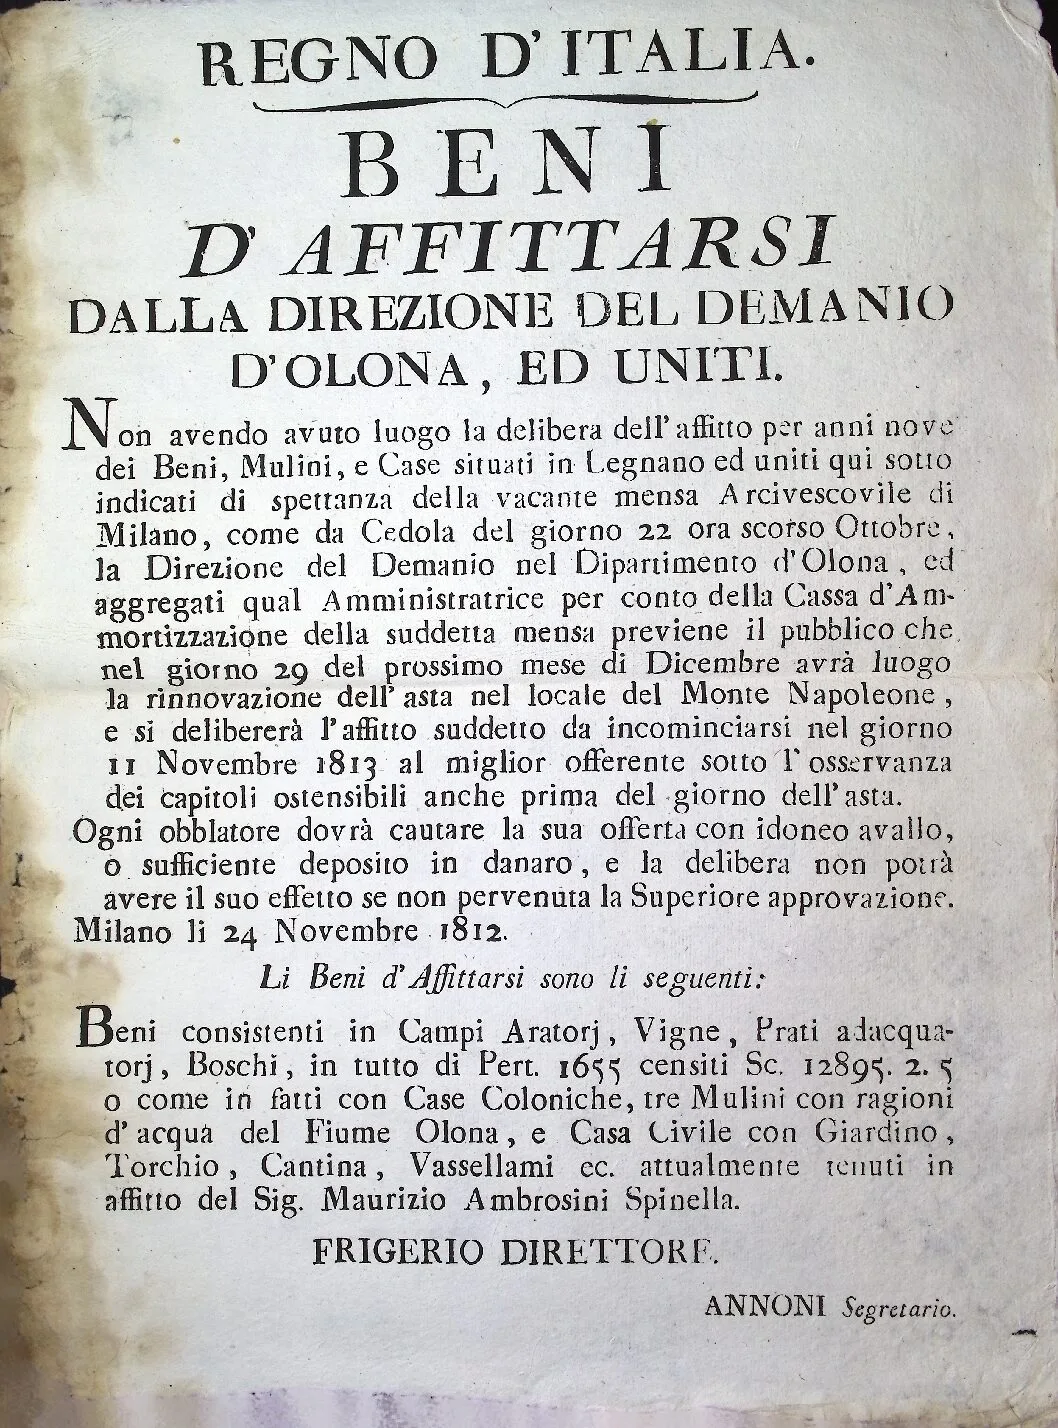 REGNO D'ITALIA.
BENI
D'AFFITTARSI
DALLA DIREZIONE DEL DEMANIO
D'OLONA, ED UNITI.
Non avendo avuto luogo la delibera dell'affitto per anni nove
dei Beni, Mulini, e Case situati in Legnano ed uniti qui sotto
indicati di spettanza della vacante mensa Arcivescovile di
Milano, come da Cedola del giorno 22 ora scorso Ottobre,
la Direzione del Demanio nel Dipartimento d'Olona, ed
aggregati qual Amministratrice per conto della Cassa d'Am-
mortizzazione della suddetta mensa previene il pubblico che
nel giorno 29 del prossimo mese di Dicembre avrà luogo
la rinnovazione dell'asta nel locale del Monte Napoleone,
e si delibererà l'affitto suddetto da incominciarsi nel giorno
11 Novembre 1813 al miglior offerente sotto l'osservanza
dei capitoli ostensibili anche prima del giorno dell'asta.
Ogni obblatore dovrà cautare la sua offerta con idoneo avallo,
o sufficiente deposito in danaro, e la delibera non potrà
avere il suo effetto se non pervenuta la Superiore approvazione.
Milano li 24 Novembre 1812.
Li Beni d'Affittarsi sono li seguenti:
Beni consistenti in Campi Aratorj, Vigne, Prati adacqua-
torj, Boschi, in tutto di Pert. 1655 censiti Sc. 12895. 2. 5
o come in fatti con Case Coloniche, tre Mulini con ragioni
d'acqua del Fiume Olona, e Casa Civile con Giardino,
Torchio, Cantina, Vassellami ec. attualmente tenuti in
affitto del Sig. Maurizio Ambrosini Spinella.
FRIGERIO DIRETTORE.
ANNONI Segretario.